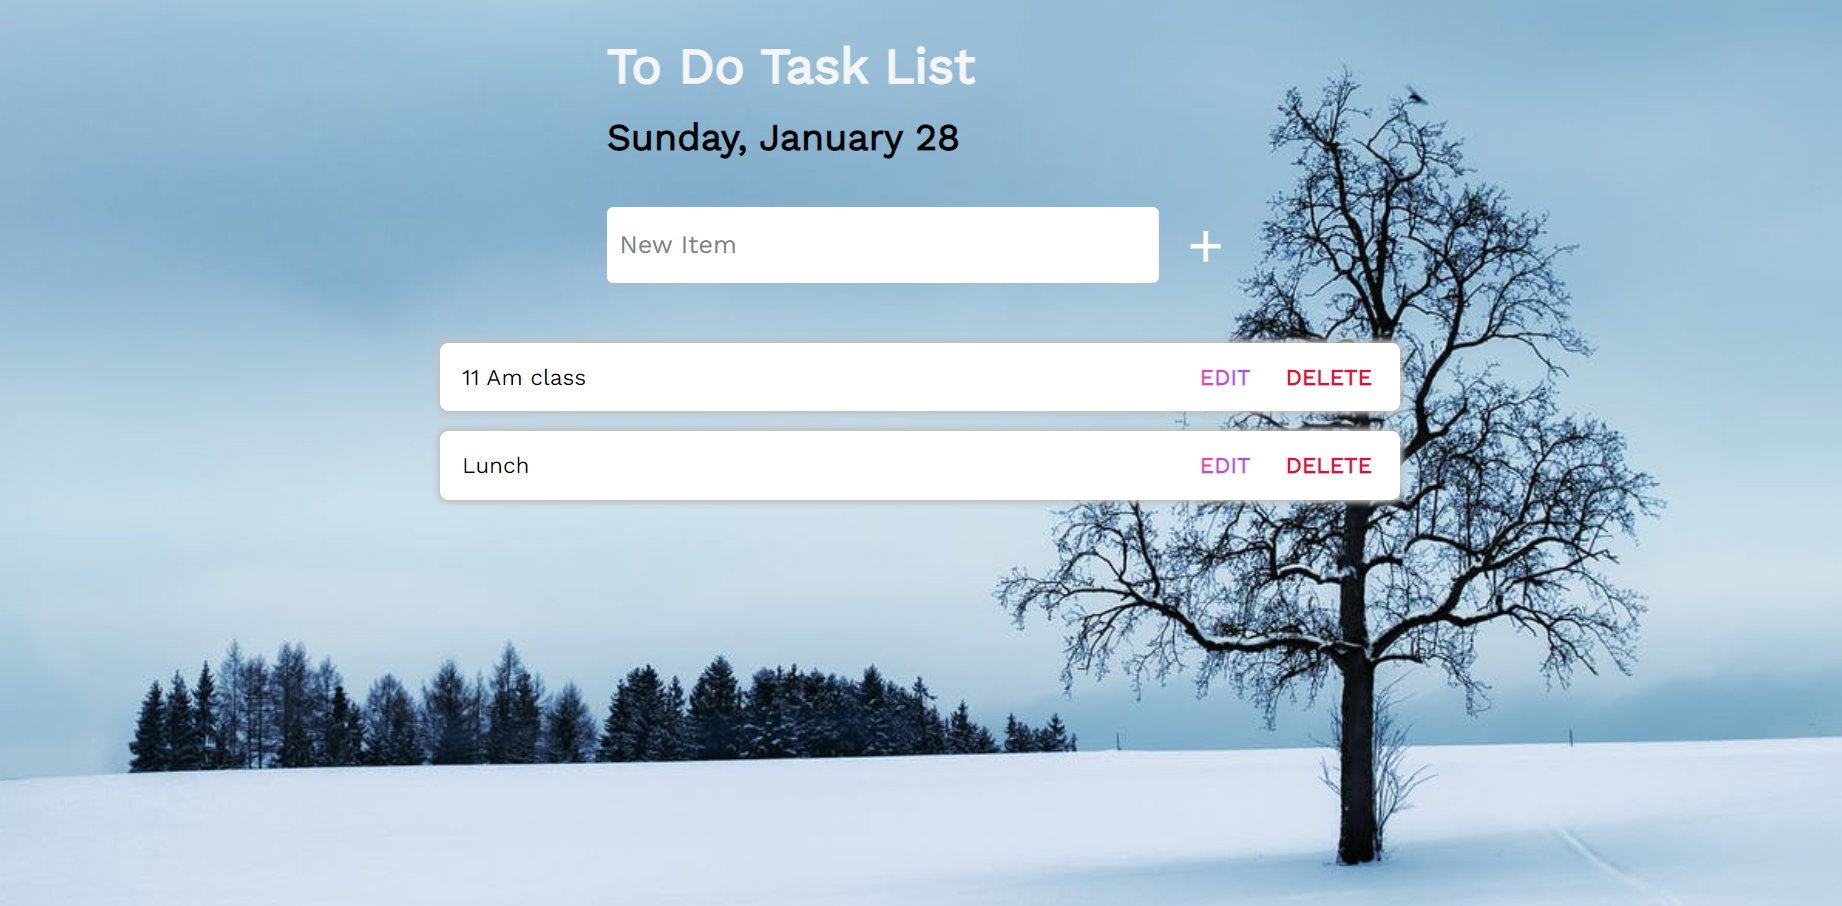 To Do Task List
Sunday, January 28
New Item +
11 Am class EDIT DELETE
Lunch EDIT DELETE